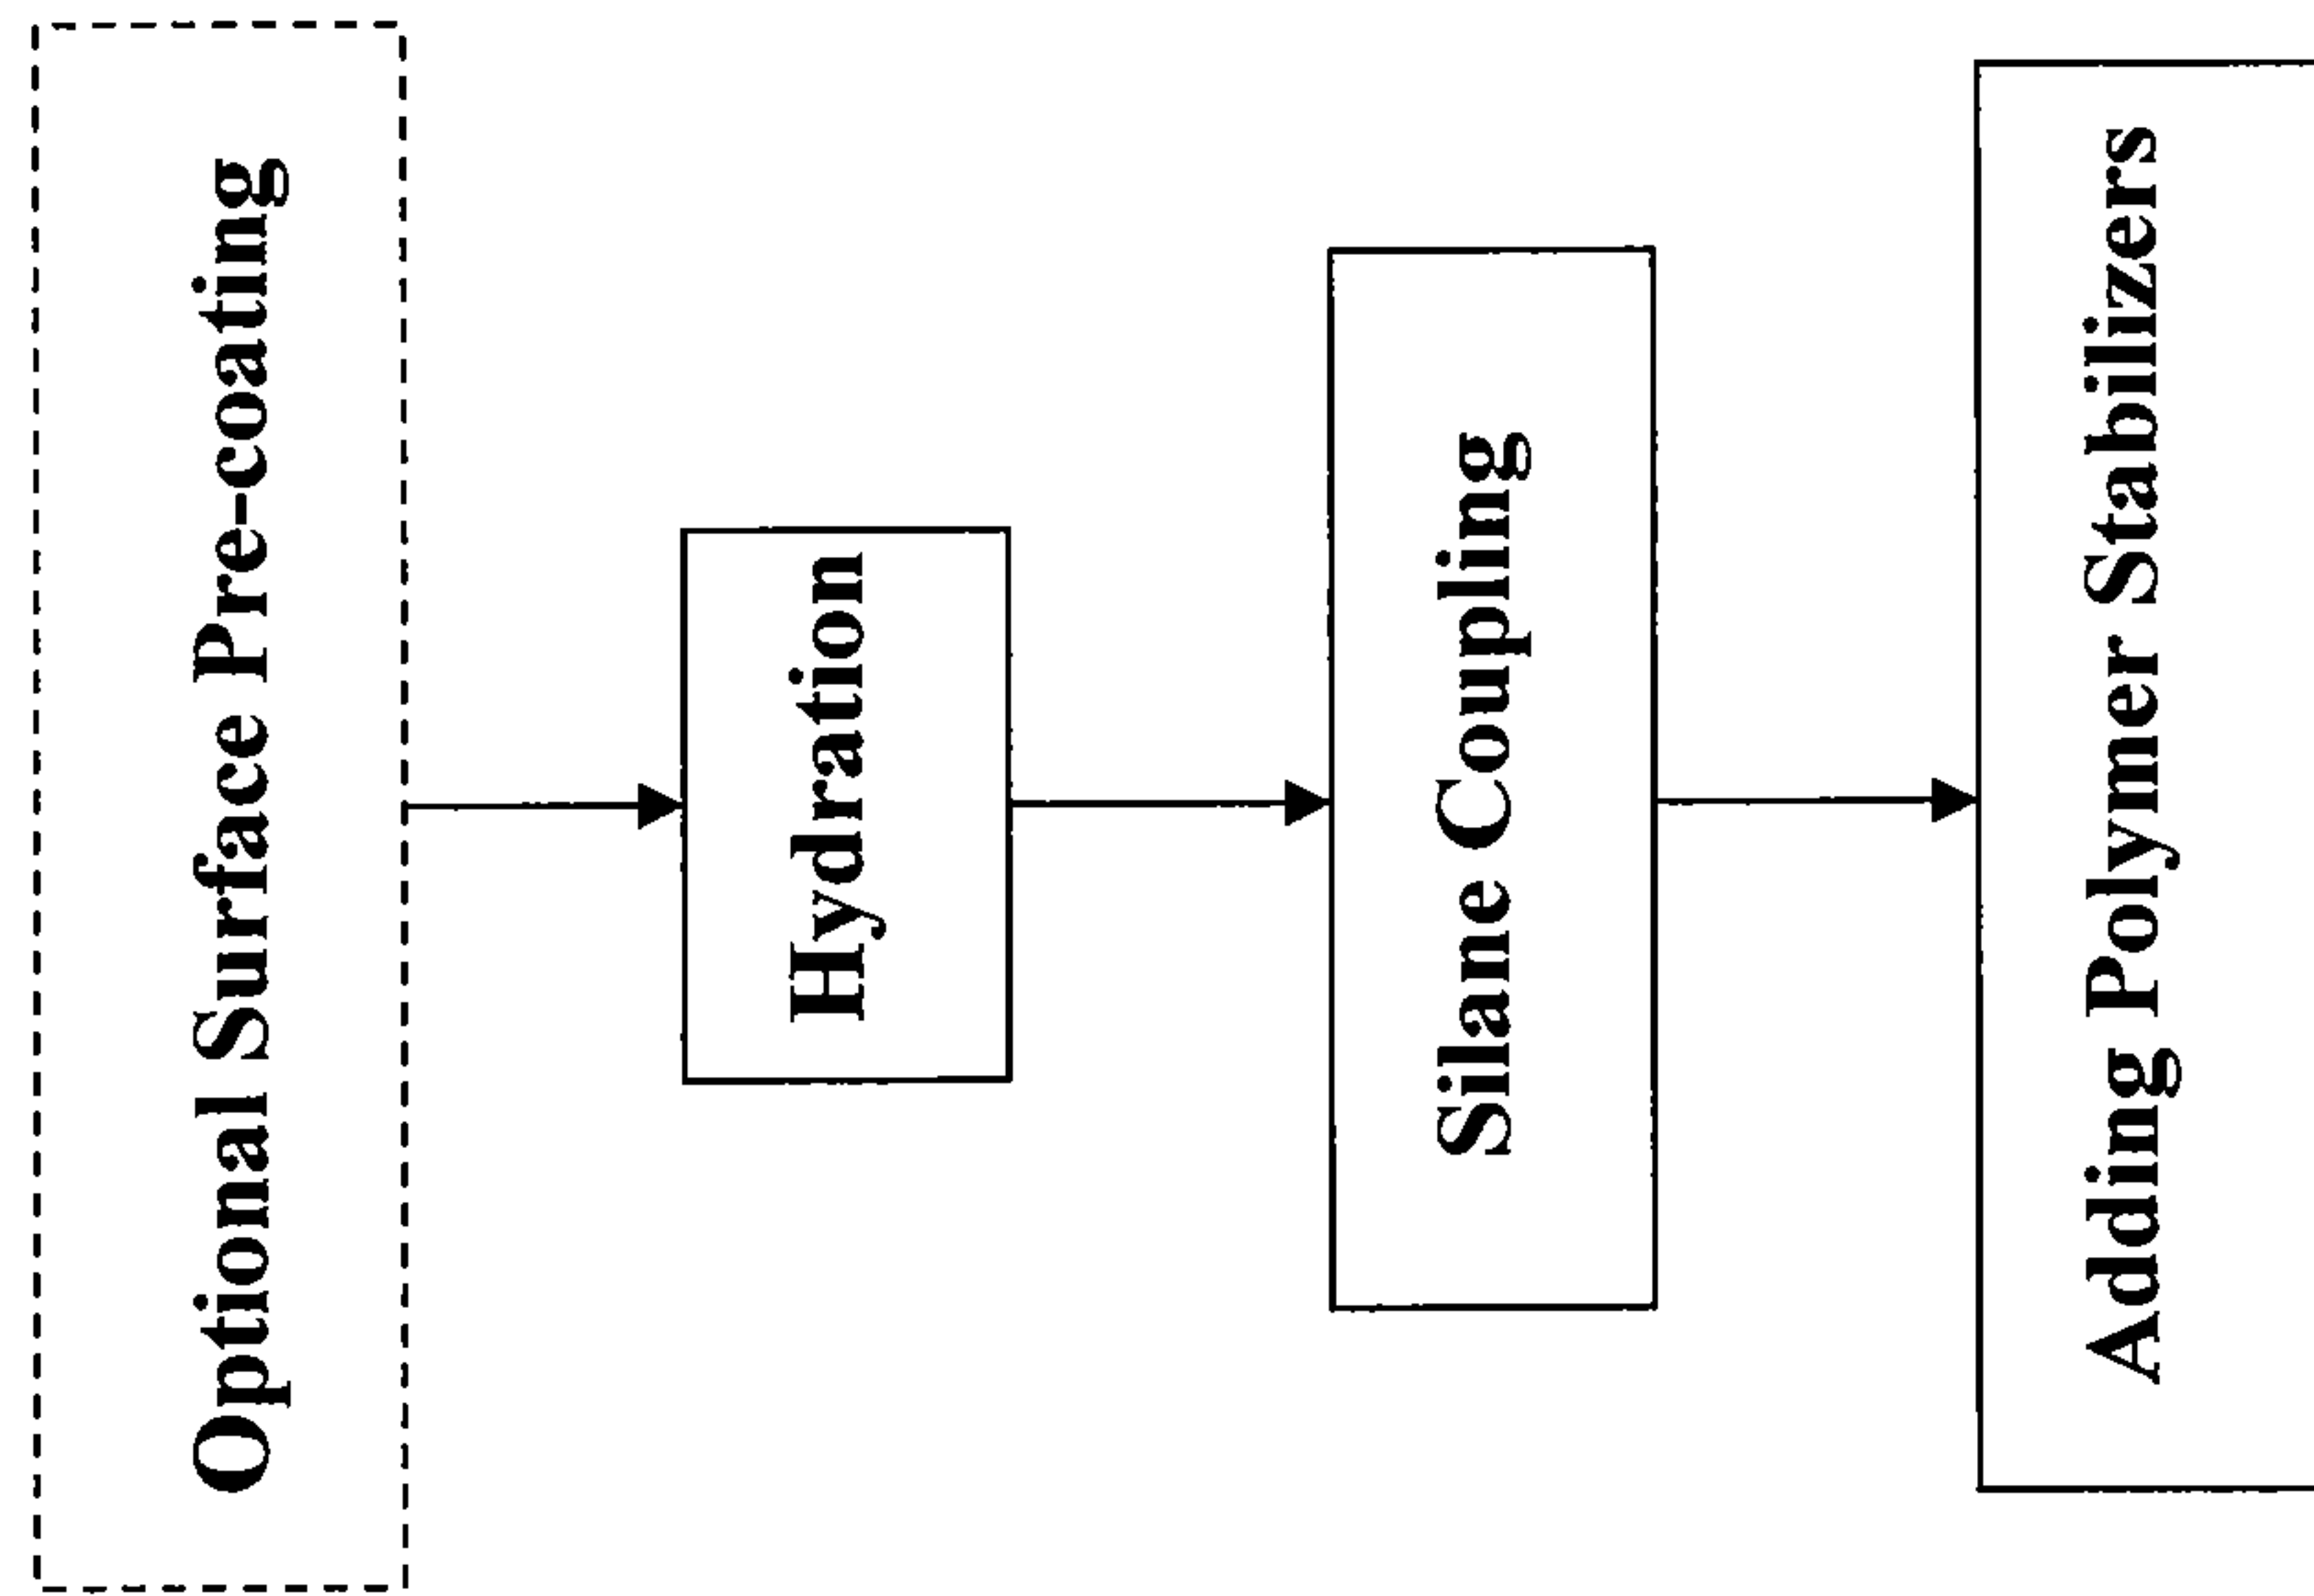 Optional Surface Pre-coating
Hydration
Silane Coupling
Adding Polymer Stabilizers